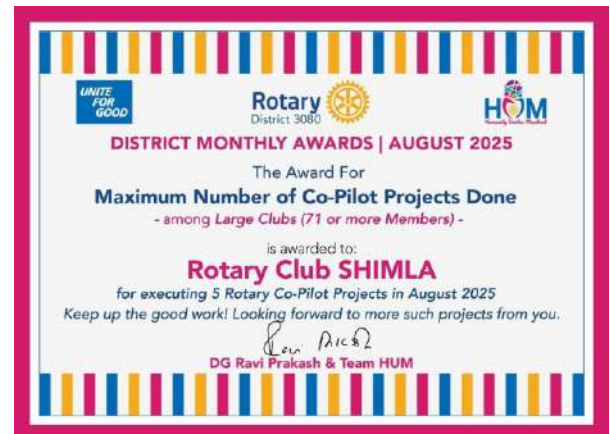 UNITE
FOR
GOOD
Rotary
District 3080
HUM
DISTRICT MONTHLY AWARDS | AUGUST 2025
The Award For
Maximum Number of Co-Pilot Projects Done
- among Large Clubs (71 or more Members) -
is awarded to:
Rotary Club SHIMLA
for executing 5 Rotary Co-Pilot Projects in August 2025
Keep up the good work! Looking forward to more such projects from you.
DG Ravi Prakash & Team HUM